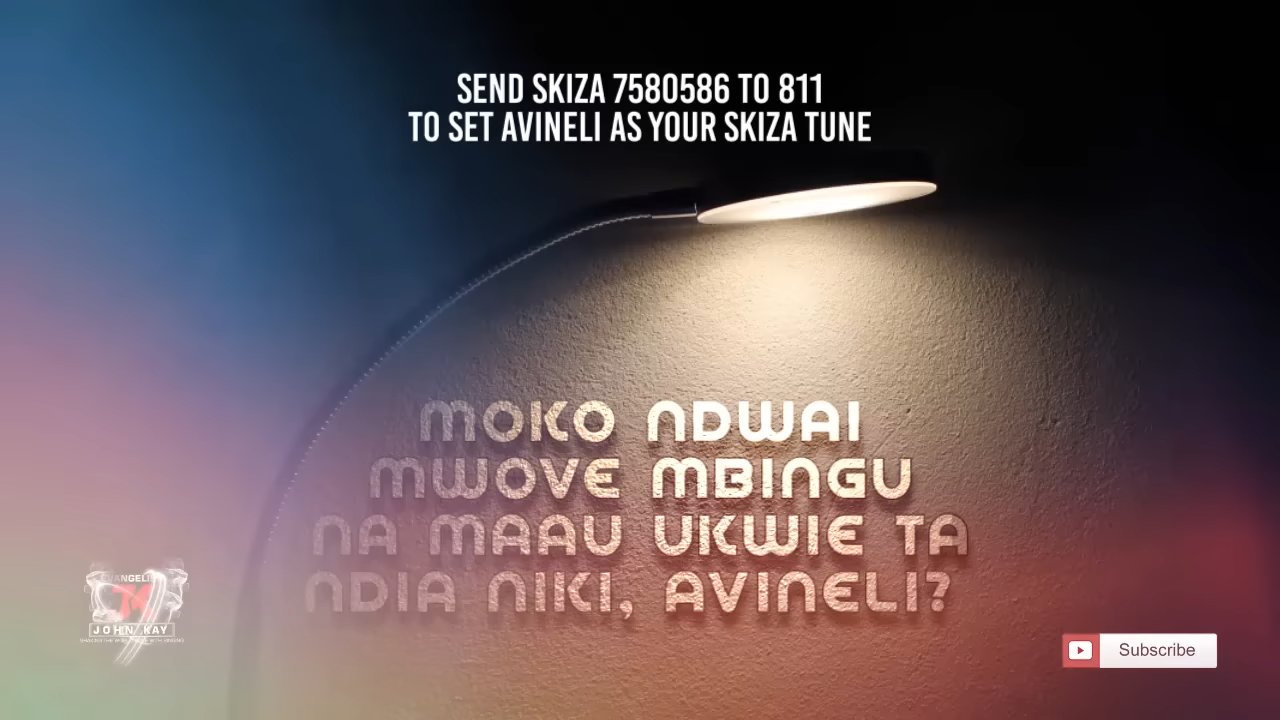 SEND SKIZA 7580586 TO 811
TO SET AVINELI AS YOUR SKIZA TUNE
MOKO NDWAI
MWOVE MBINGU
NA MAAU UKWIE TA
NDIA NIKI, AVINELI?
EVANGELIST
JOHN KAY
Subscribe